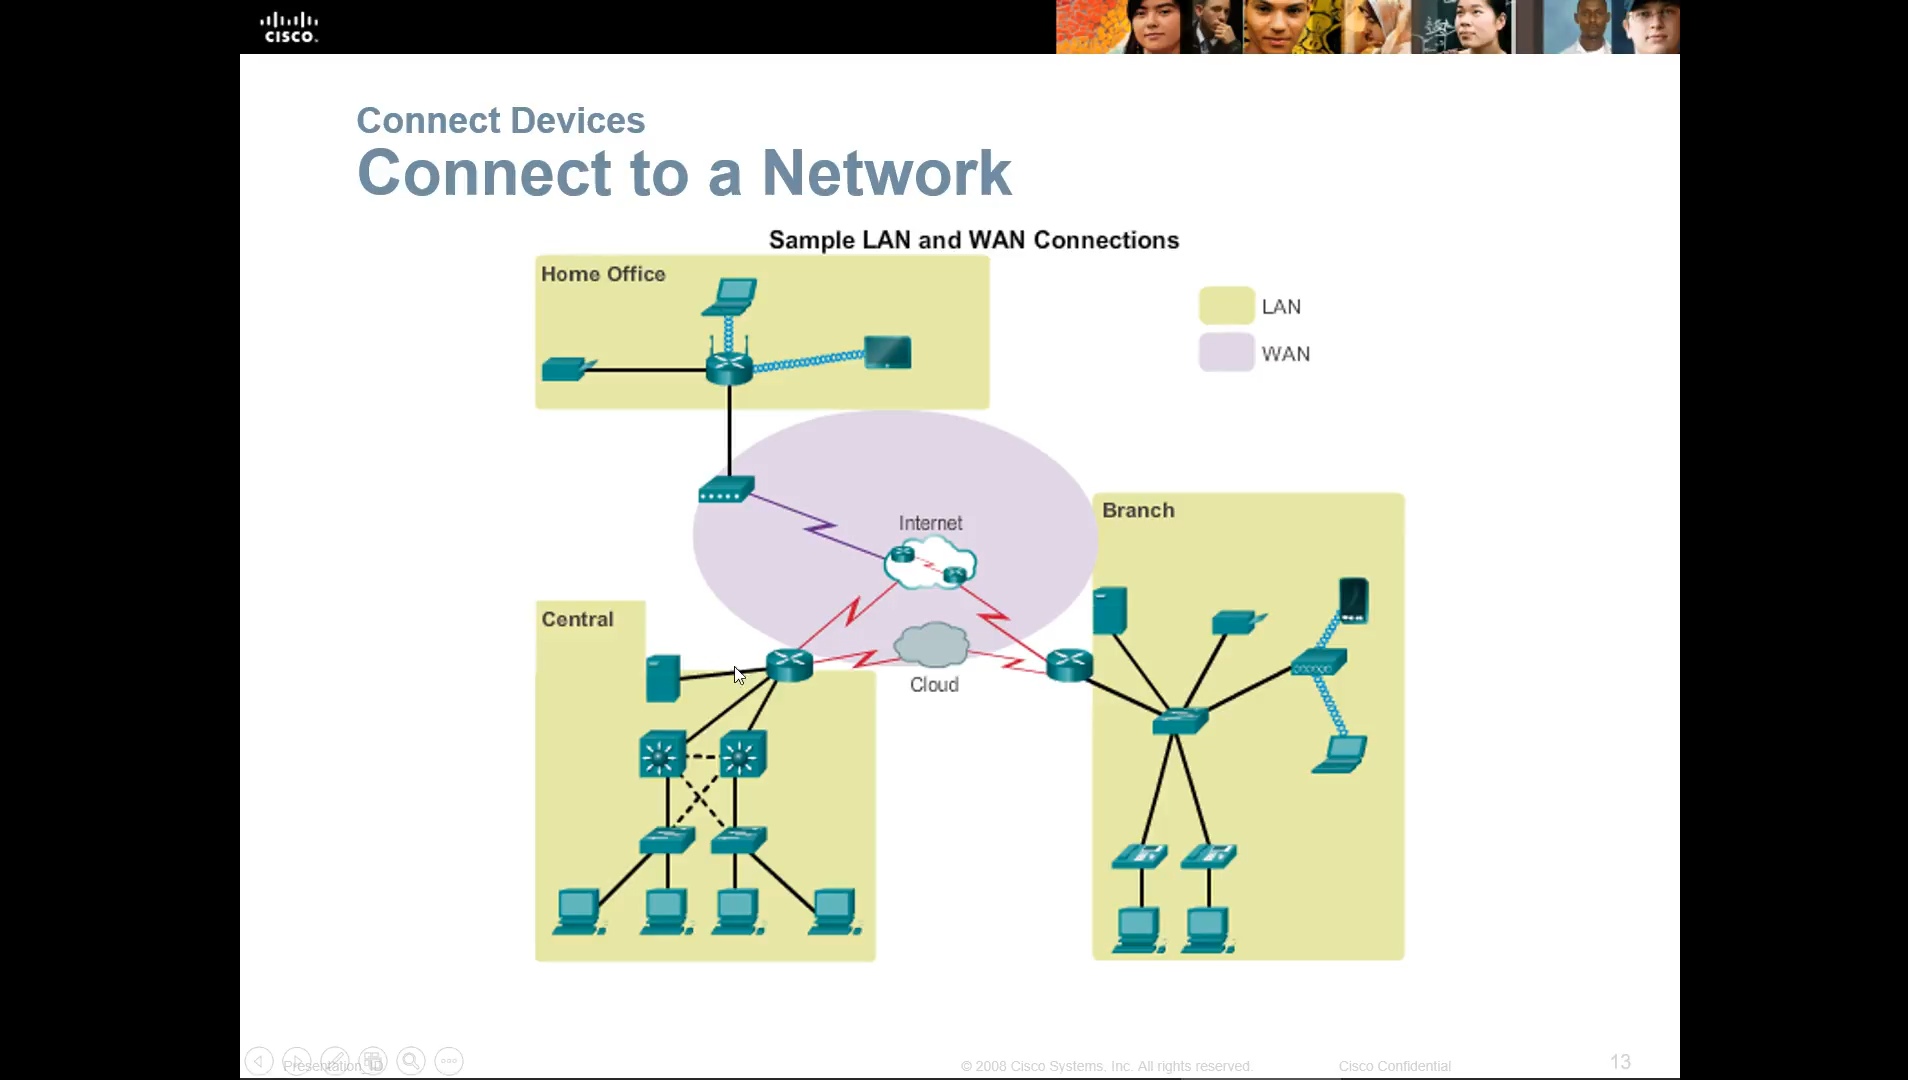 CISCO.
Connect Devices
Connect to a Network
Sample LAN and WAN Connections
Home Office
LAN
WAN
Internet
Branch
Central
Cloud
Presentation_ID
© 2008 Cisco Systems, Inc. All rights reserved.
Cisco Confidential
13